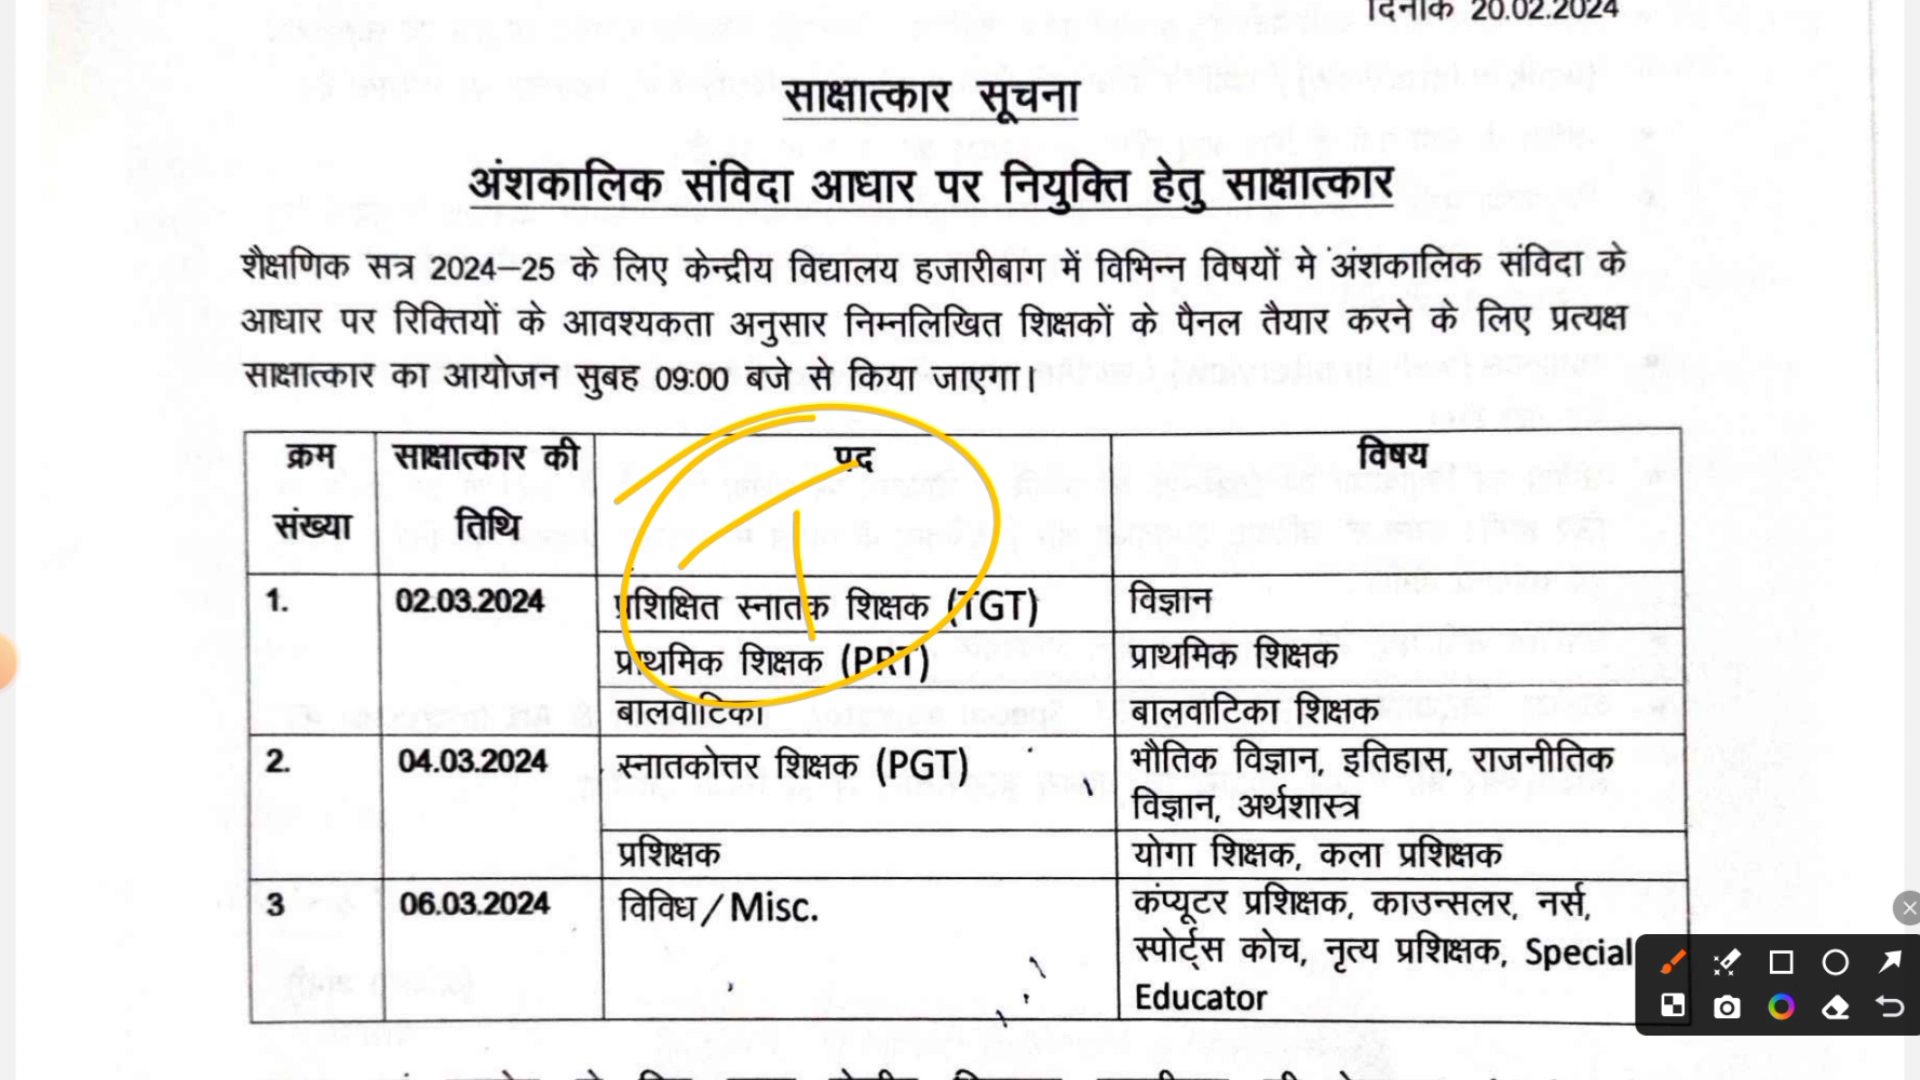 दिनांक 20.02.2024
साक्षात्कार सूचना
अंशकालिक संविदा आधार पर नियुक्ति हेतु साक्षात्कार
शैक्षणिक सत्र 2024–25 के लिए केन्द्रीय विद्यालय हजारीबाग में विभिन्न विषयों मे अंशकालिक संविदा के
आधार पर रिक्तियों के आवश्यकता अनुसार निम्नलिखित शिक्षकों के पैनल तैयार करने के लिए प्रत्यक्ष
साक्षात्कार का आयोजन सुबह 09:00 बजे से किया जाएगा।
क्रम संख्या साक्षात्कार की तिथि पद विषय
1. 02.03.2024 प्रशिक्षित स्नातक शिक्षक (TGT) विज्ञान
प्राथमिक शिक्षक (PRT) प्राथमिक शिक्षक
बालवाटिका बालवाटिका शिक्षक
2. 04.03.2024 स्नातकोत्तर शिक्षक (PGT) भौतिक विज्ञान, इतिहास, राजनीतिक
विज्ञान, अर्थशास्त्र
प्रशिक्षक योगा शिक्षक, कला प्रशिक्षक
3 06.03.2024 विविध / Misc. कंप्यूटर प्रशिक्षक, काउन्सलर, नर्स,
स्पोर्ट्स कोच, नृत्य प्रशिक्षक, Special
Educator